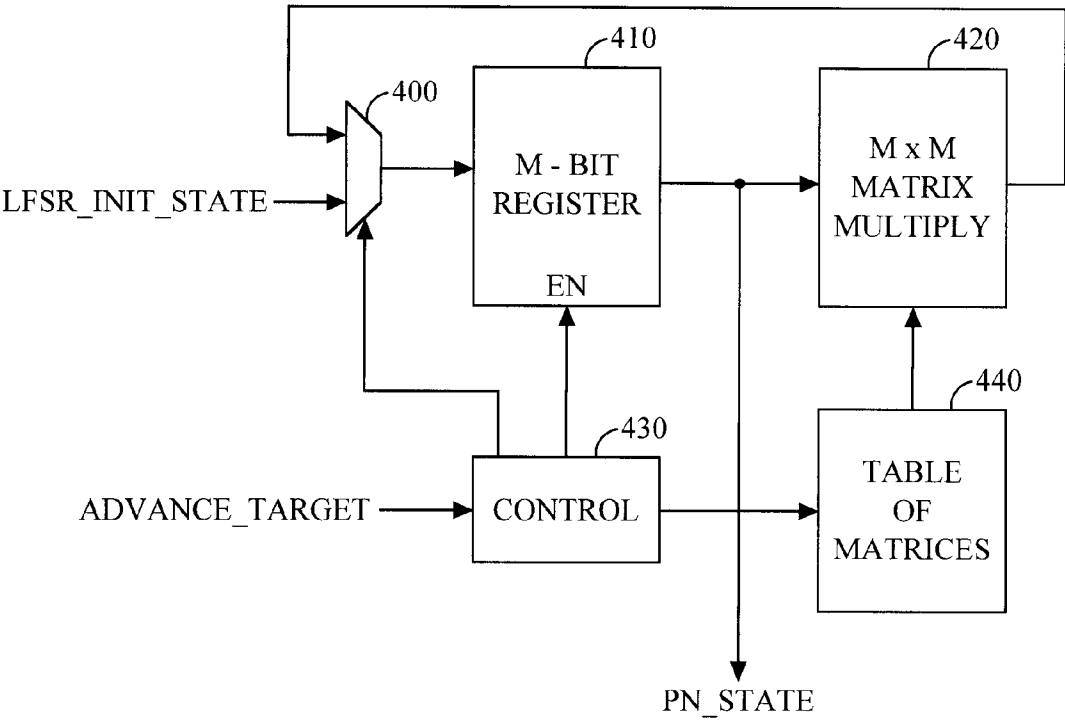 410
420
400
M - BIT
REGISTER
EN
M x M
MATRIX
MULTIPLY
LFSR_INIT_STATE
430
440
ADVANCE_TARGET
CONTROL
TABLE
OF
MATRICES
PN_STATE